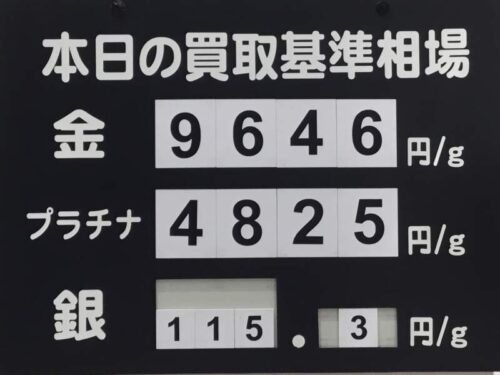 本日の買取基準相場
金 9646 円/g
プラチナ 4825 円/g
銀 115.3 円/g